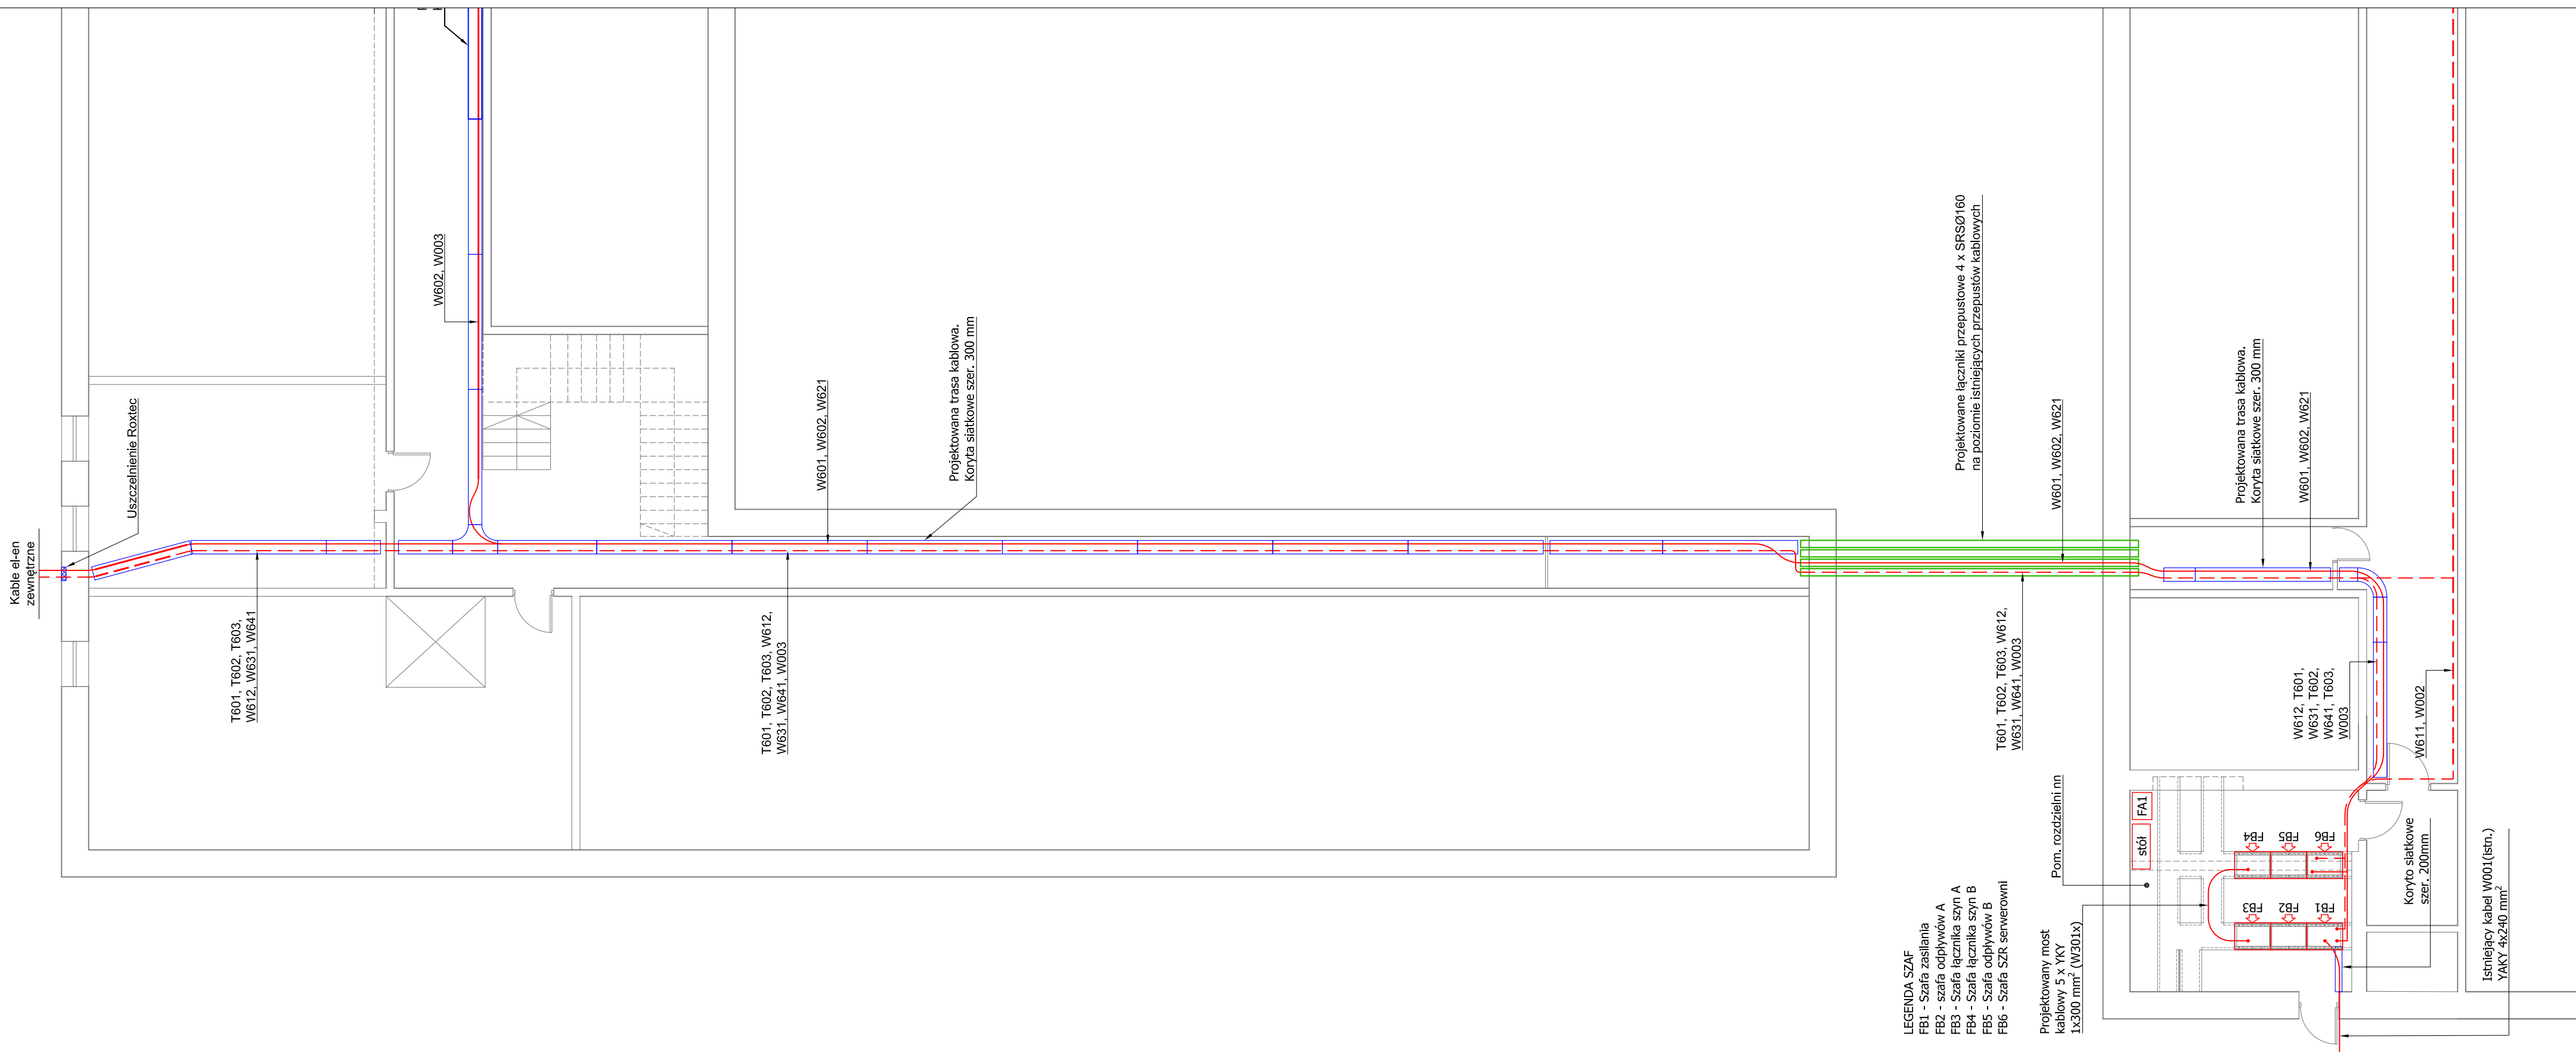 Kable el-en
zewnętrzne
Uszczelnienie Roxtec
T601, T602, T603,
W612, W631, W641
W602, W003
W601, W602, W621
Projektowana trasa kablowa.
Koryta siatkowe szer. 300 mm
T601, T602, T603, W612,
W631, W641, W003
Projektowane łączniki przepustowe 4 x SRSØ160
na poziomie istniejących przepustów kablowych
W601, W602, W621
T601, T602, T603, W612,
W631, W641, W003
Projektowana trasa kablowa.
Koryta siatkowe szer. 300 mm
W601, W602, W621
W612, T601,
W631, T602,
W641, T603,
W003
W611, W002
Pom. rozdzielni nn
stół
FA1
FB4
FB5
FB6
FB3
FB2
FB1
Koryto siatkowe
szer. 200mm
Istniejący kabel W001(istn.)
YAKY 4x240 mm²
LEGENDA SZAF
FB1 - Szafa zasilania
FB2 - szafa odpływów A
FB3 - Szafa łącznika szyn A
FB4 - Szafa łącznika szyn B
FB5 - Szafa odpływów B
FB6 - Szafa SZR serwerowni
Projektowany most
kablowy 5 x YKY
1x300 mm² (W301x)